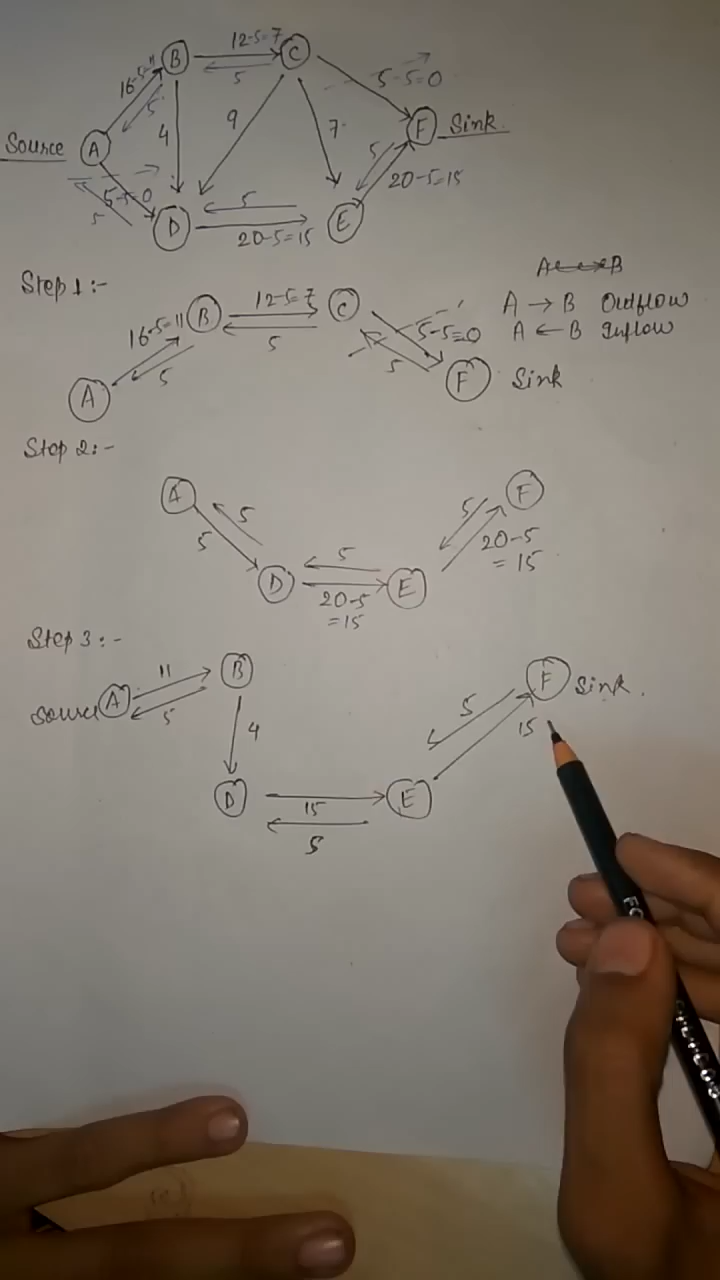 12-5=7
B C
16-5=11 5 5-5=0
5
4 9 7
Source A F Sink
5 20-5=15
5-5=0
5 D 5 E
20-5=15
A ⟷ B
Step 1:-
A → B Outflow
A ← B Inflow
16-5=11 B 12-5=7 C
5 5 5-5=0
5
A F Sink
Step 2:-
A F
5 5
5 5 20-5
D E =15
20-5
=15
Step 3:-
11 B F
Source A Sink.
5 5
4 15
D 15 E
5